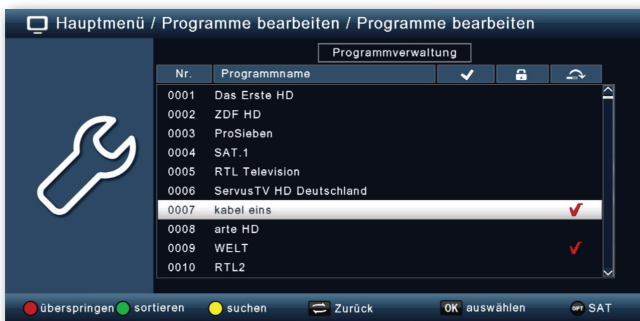 Hauptmenü / Programme bearbeiten / Programme bearbeiten
Programmverwaltung
Nr. Programmname
0001 Das Erste HD
0002 ZDF HD
0003 ProSieben
0004 SAT.1
0005 RTL Television
0006 ServusTV HD Deutschland
0007 kabel eins
0008 arte HD
0009 WELT
0010 RTL2
überspringen sortieren suchen Zurück OK auswählen OPT SAT